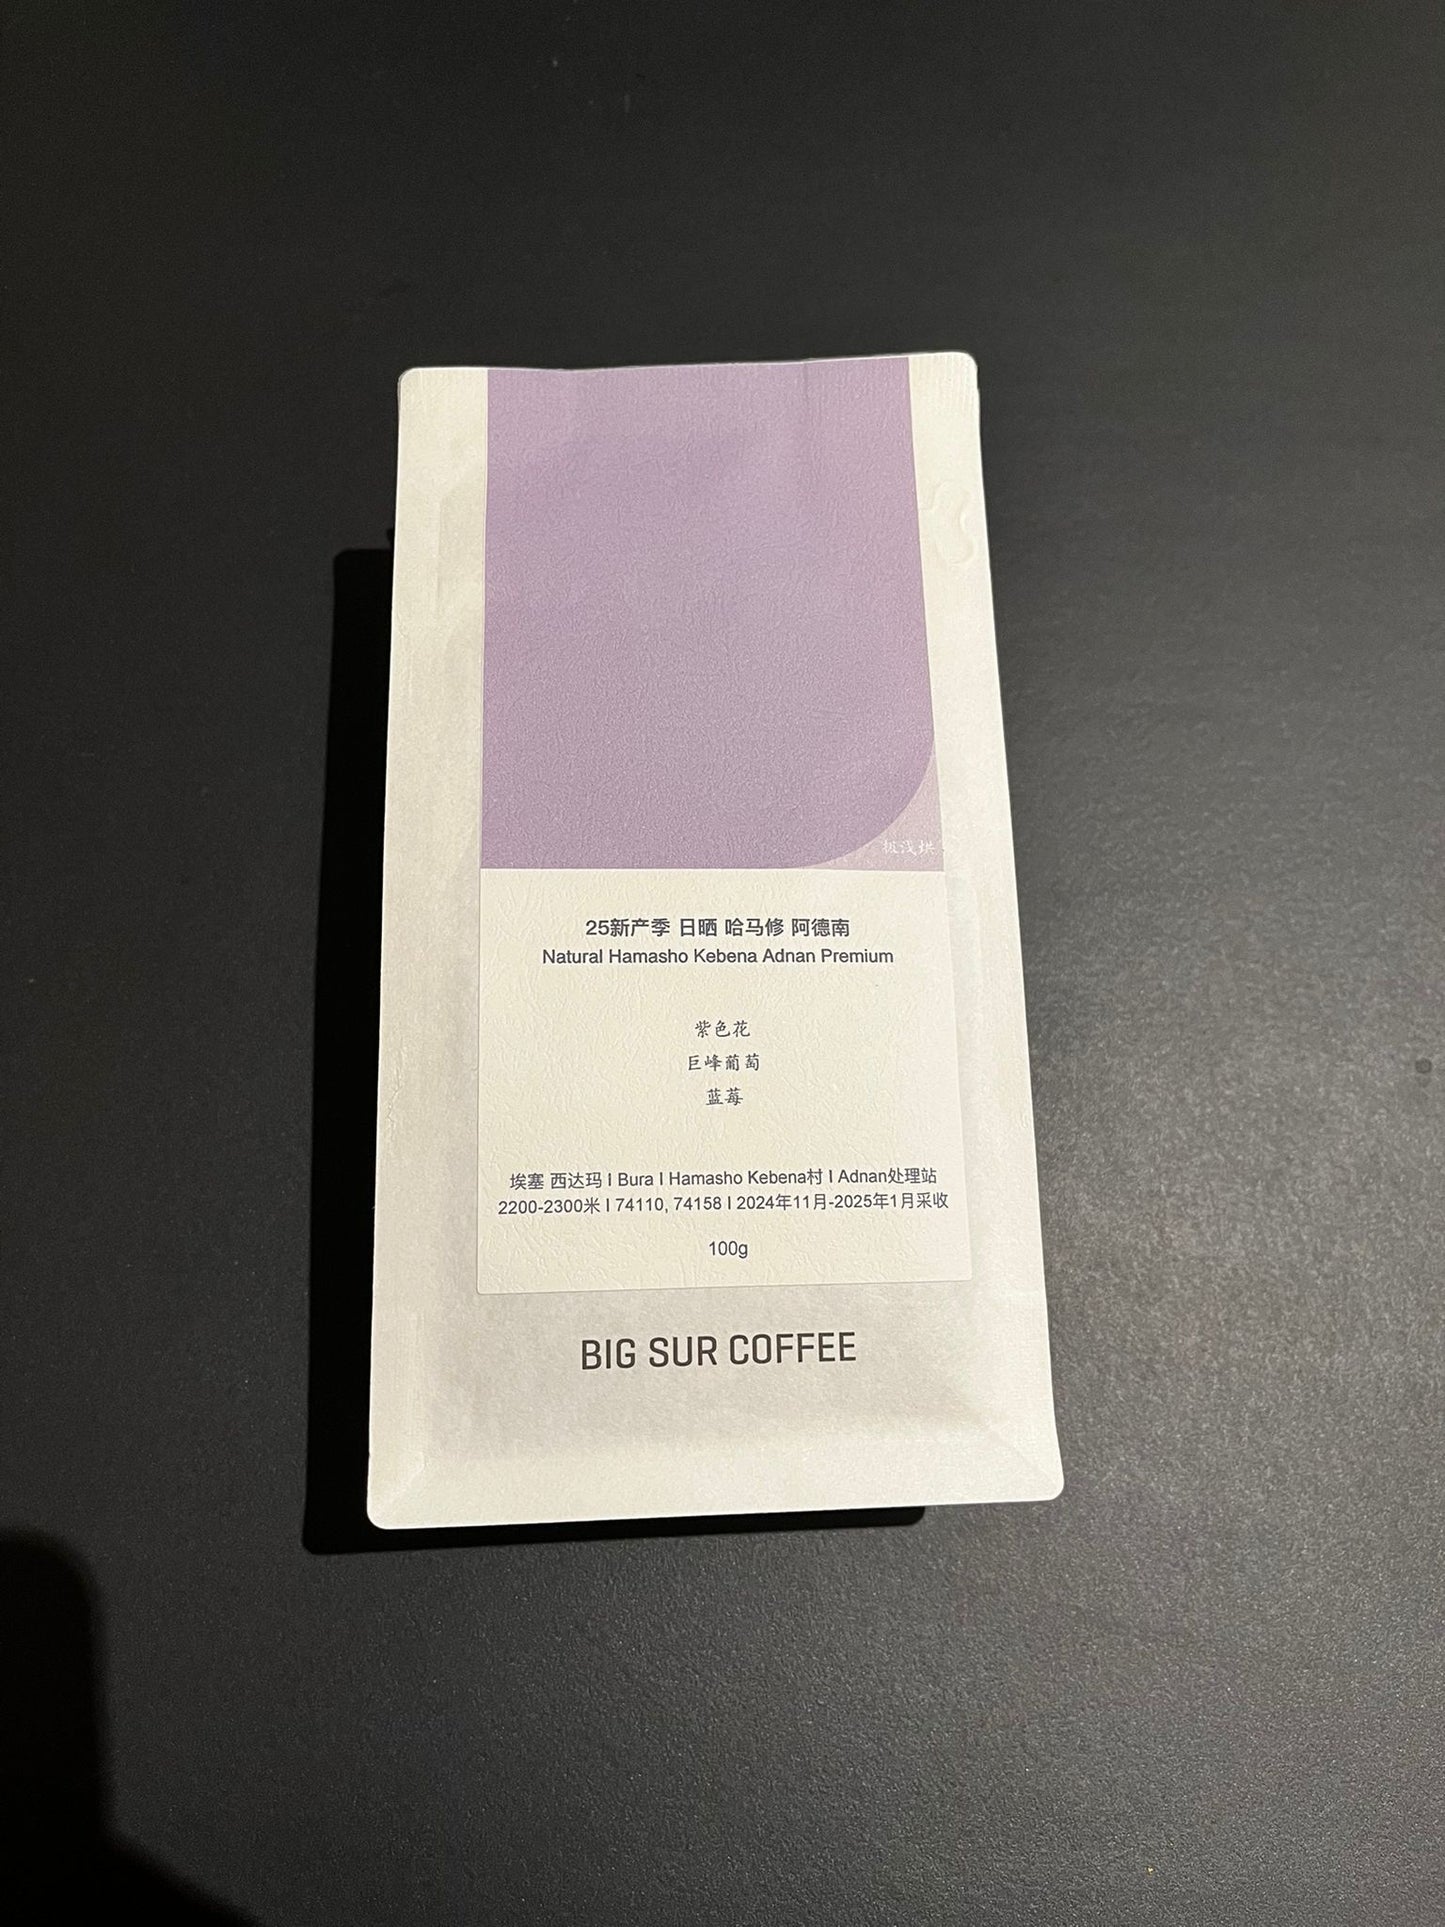 极浅烘
25新产季 日晒 哈马修 阿德南
Natural Hamasho Kebena Adnan Premium
紫色花
巨峰葡萄
蓝莓
埃塞 西达玛 I Bura I Hamasho Kebena村 I Adnan处理站
2200-2300米 I 74110, 74158 I 2024年11月-2025年1月采收
100g
BIG SUR COFFEE